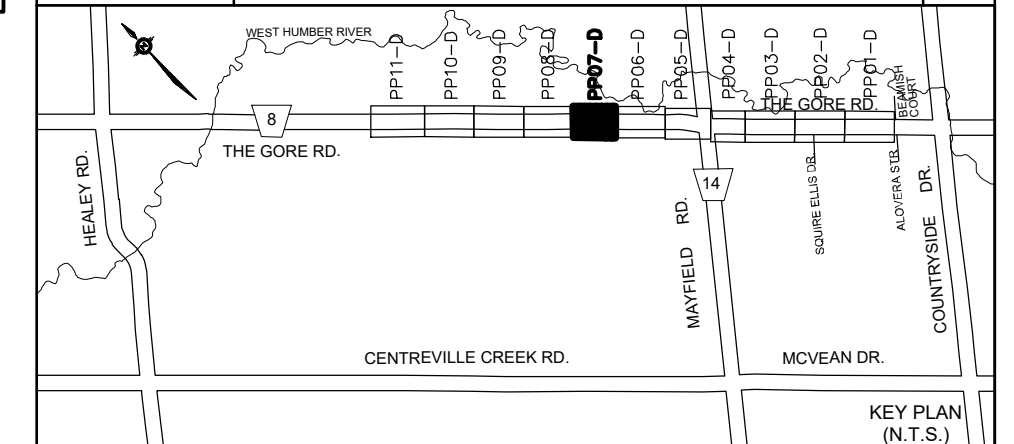 WEST HUMBER RIVER
PP11-D
PP10-D
PP09-D
PP08-D
PP07-D
PP06-D
PP05-D
PP04-D
PP03-D
PP02-D
PP01-D
BEAMISH
COURT
THE GORE RD.
8
THE GORE RD.
HEALEY RD.
14
MAYFIELD RD.
SQUIRE ELLIS DR.
ALOVERA STR.
COUNTRYSIDE DR.
CENTREVILLE CREEK RD.
MCVEAN DR.
KEY PLAN
(N.T.S.)